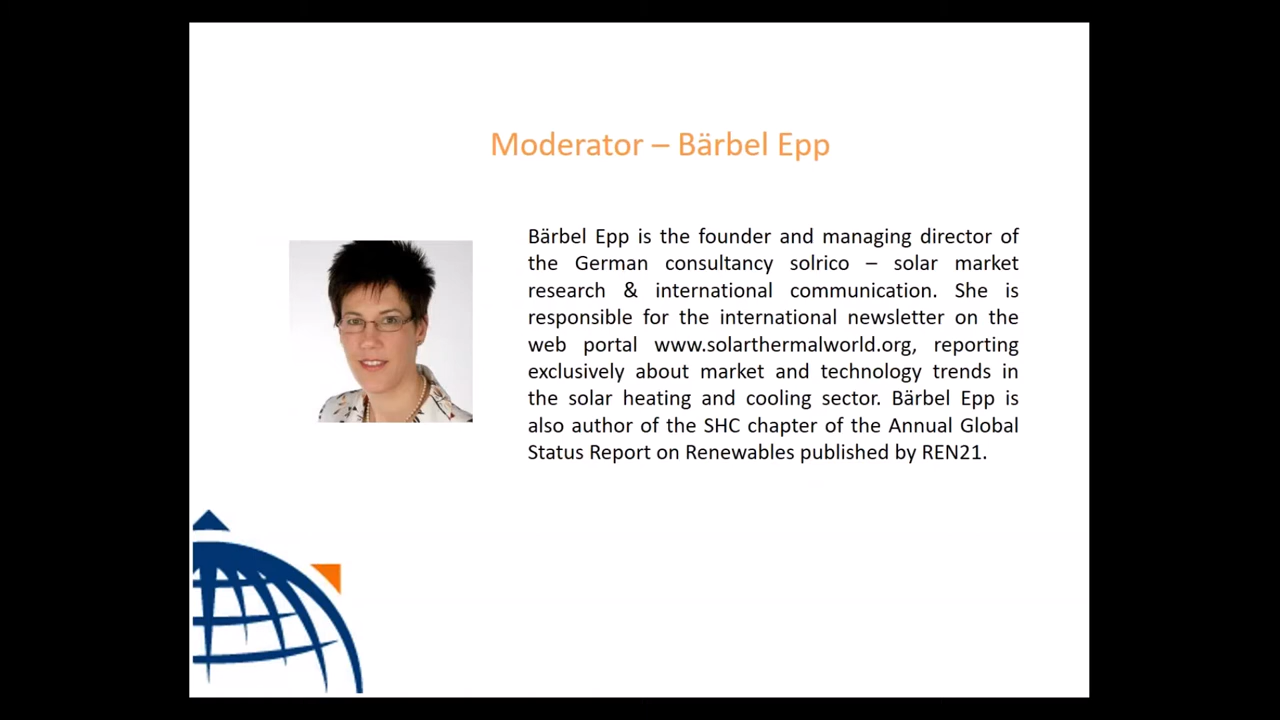 Moderator – Bärbel Epp
Bärbel Epp is the founder and managing director of
the German consultancy solrico – solar market
research & international communication. She is
responsible for the international newsletter on the
web portal www.solarthermalworld.org, reporting
exclusively about market and technology trends in
the solar heating and cooling sector. Bärbel Epp is
also author of the SHC chapter of the Annual Global
Status Report on Renewables published by REN21.